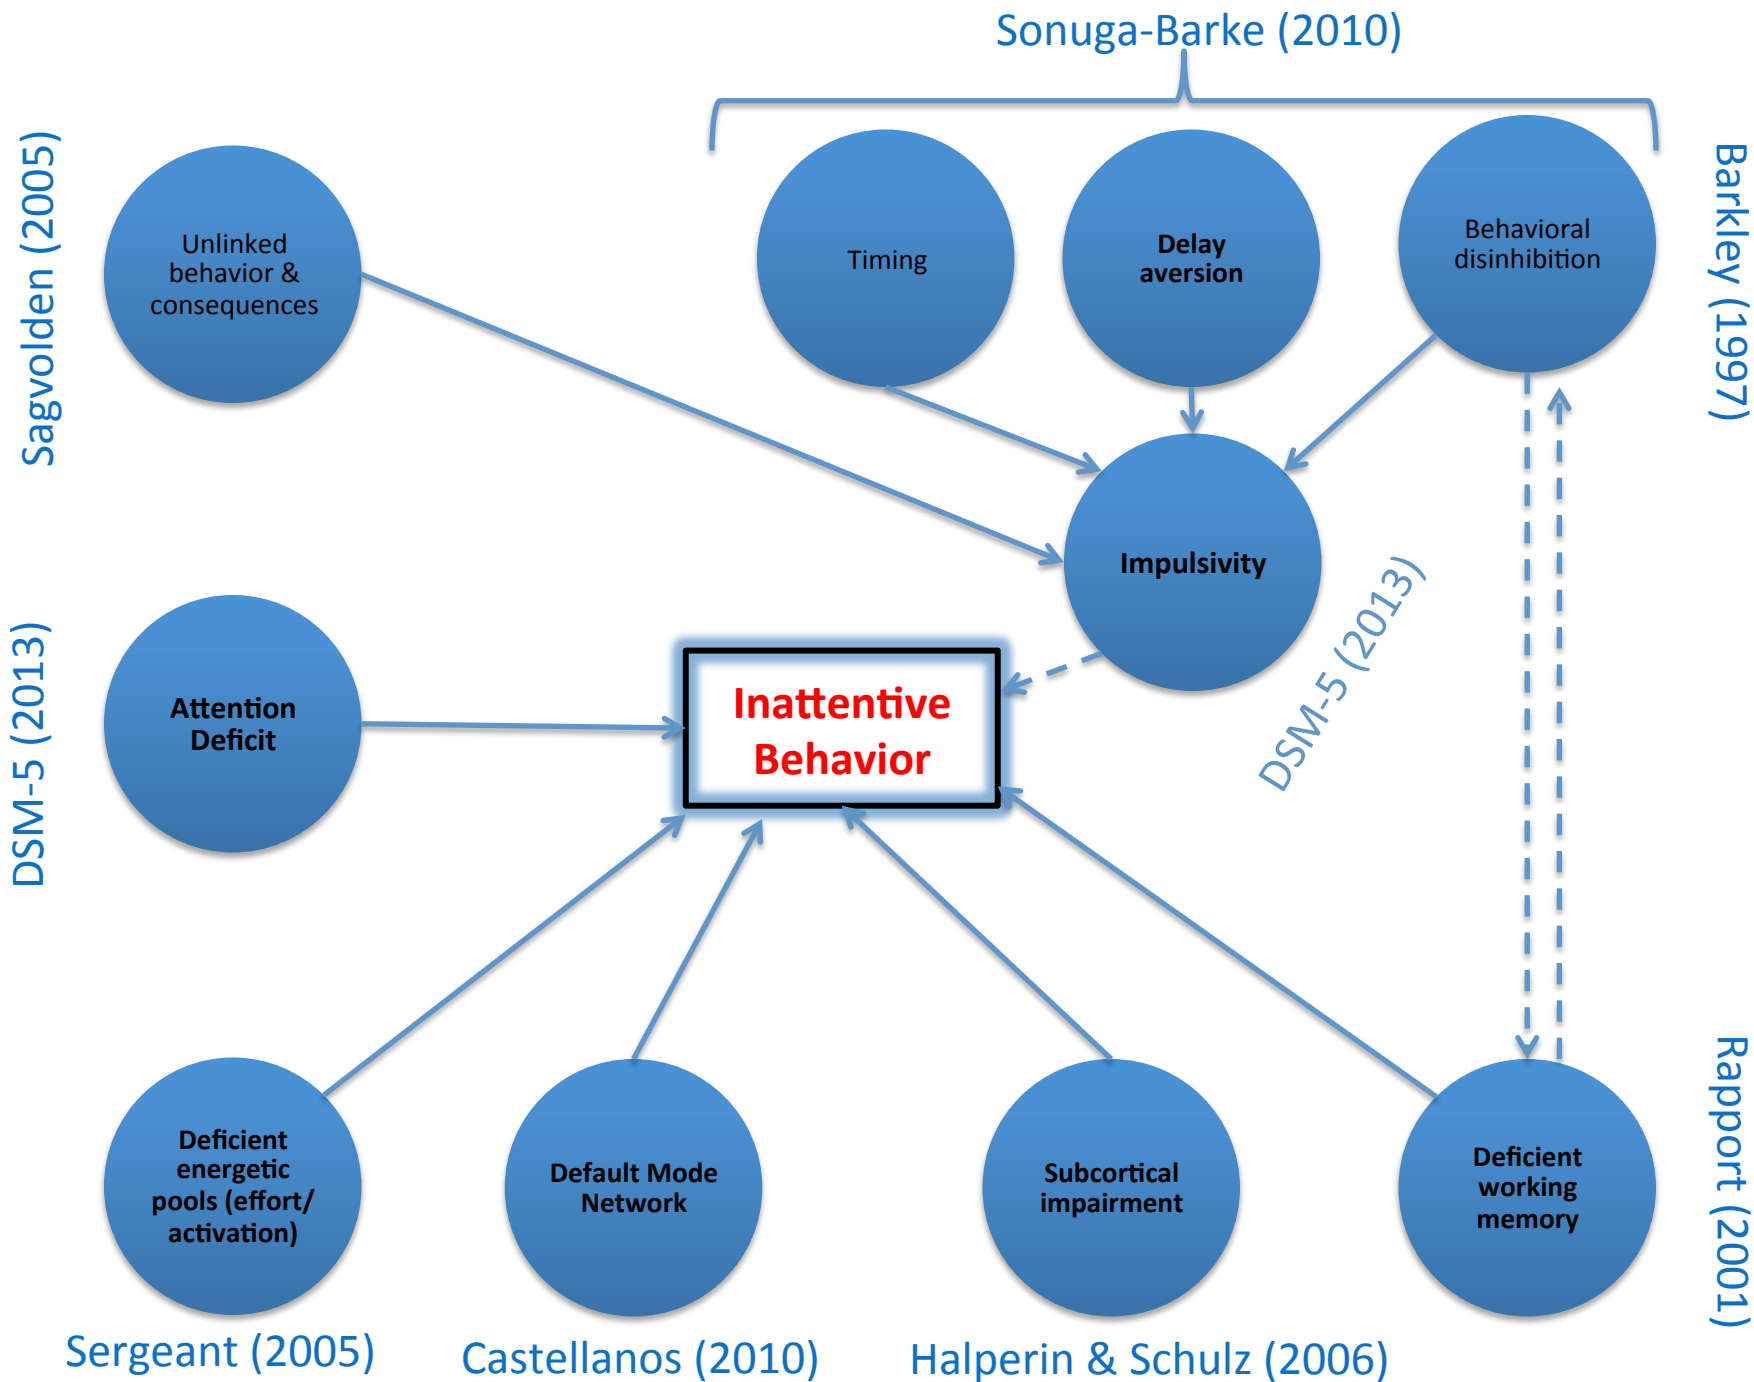 Sonuga-Barke (2010)
Sagvolden (2005)
Unlinked
behavior &
consequences
Timing
Delay
aversion
Behavioral
disinhibition
Barkley (1997)
Impulsivity
DSM-5 (2013)
DSM-5 (2013)
Attention
Deficit
Inattentive
Behavior
Deficient
energetic
pools (effort/
activation)
Default Mode
Network
Subcortical
impairment
Deficient
working
memory
Rapport (2001)
Sergeant (2005)
Castellanos (2010)
Halperin & Schulz (2006)